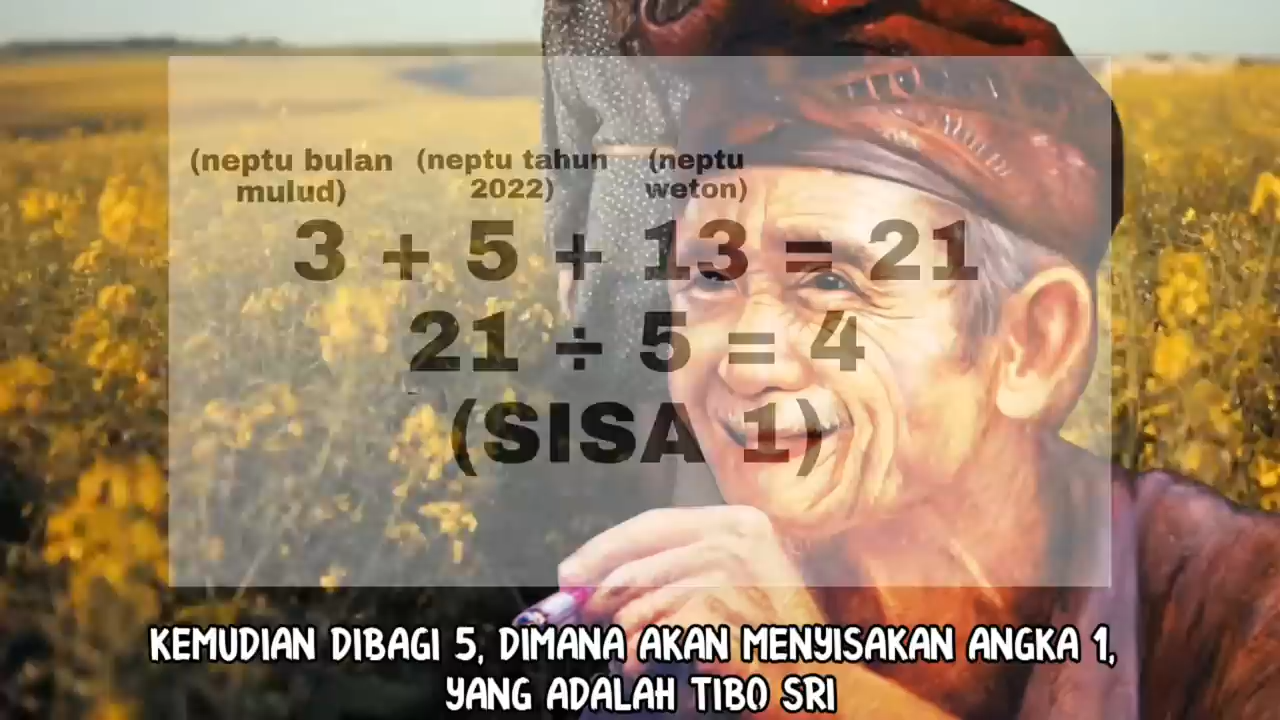 (neptu bulan (neptu tahun (neptu
mulud) 2022) weton)
3 + 5 + 13 = 21
21 ÷ 5 = 4
(SISA 1)
KEMUDIAN DIBAGI 5, DIMANA AKAN MENYISAKAN ANGKA 1,
YANG ADALAH TIBO SRI